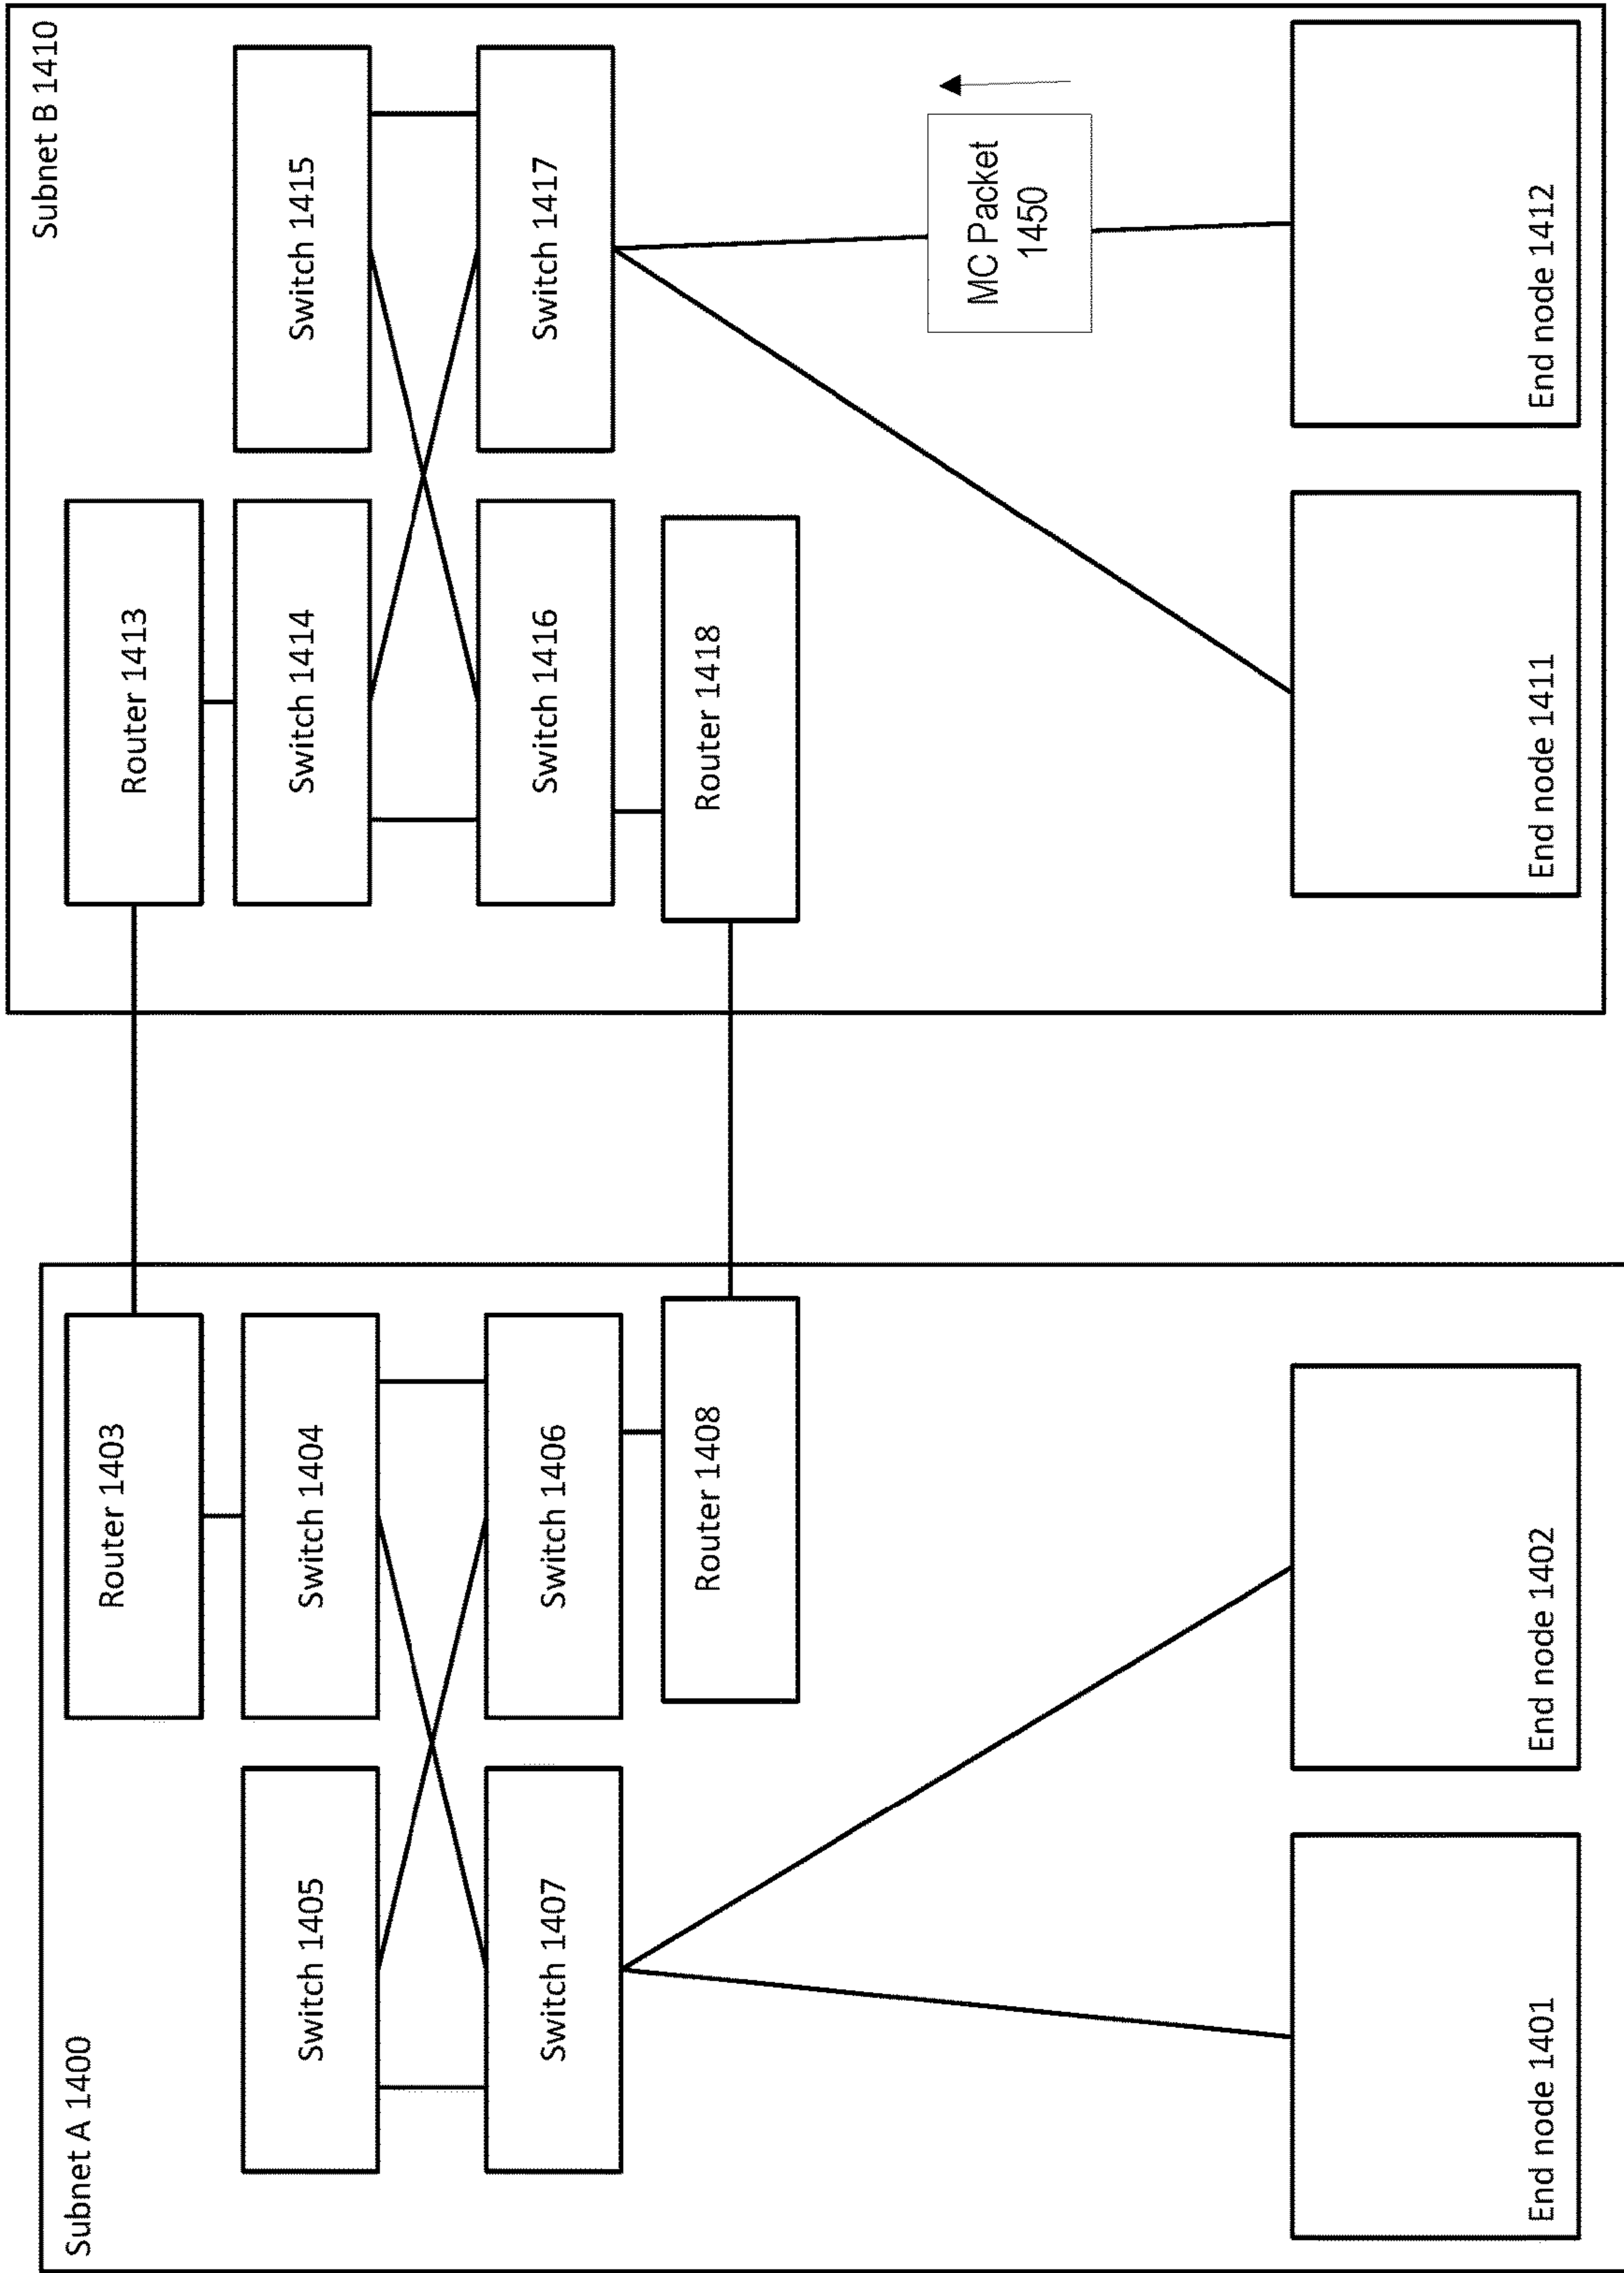 Subnet A 1400
Router 1403
Switch 1405
Switch 1404
Switch 1407
Switch 1406
Router 1408
End node 1401
End node 1402
Subnet B 1410
Router 1413
Switch 1414
Switch 1415
Switch 1416
Switch 1417
Router 1418
MC Packet
1450
End node 1411
End node 1412